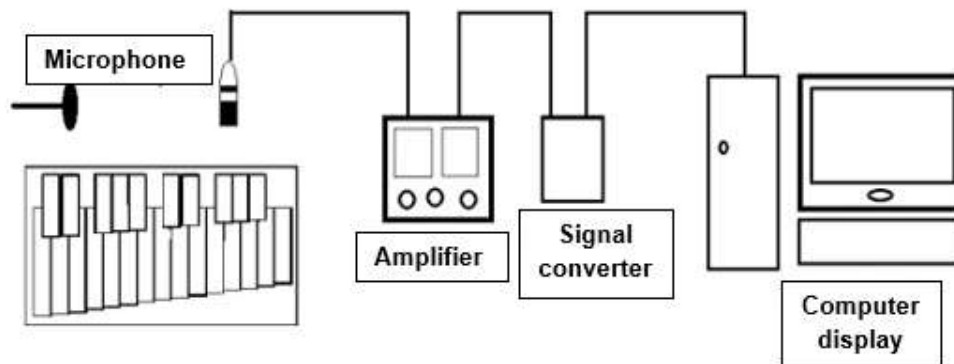 Microphone
Amplifier
Signal
converter
Computer
display